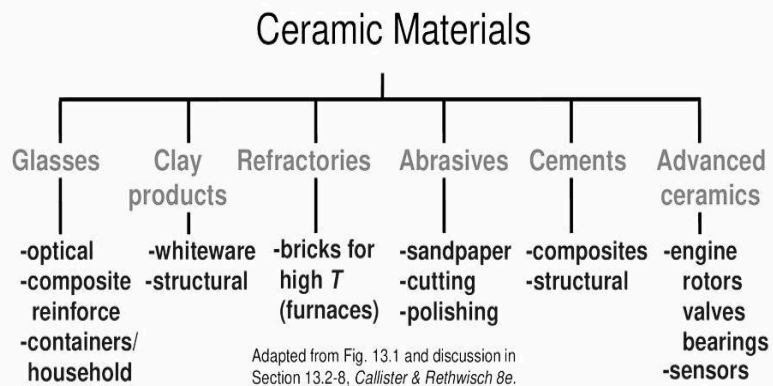 Ceramic Materials
Glasses
Clay
products
Refractories
Abrasives
Cements
Advanced
ceramics
-optical
-composite
reinforce
-containers/
household
-whiteware
-structural
-bricks for
high T
(furnaces)
-sandpaper
-cutting
-polishing
-composites
-structural
-engine
rotors
valves
bearings
-sensors
Adapted from Fig. 13.1 and discussion in
Section 13.2-8, Callister & Rethwisch 8e.